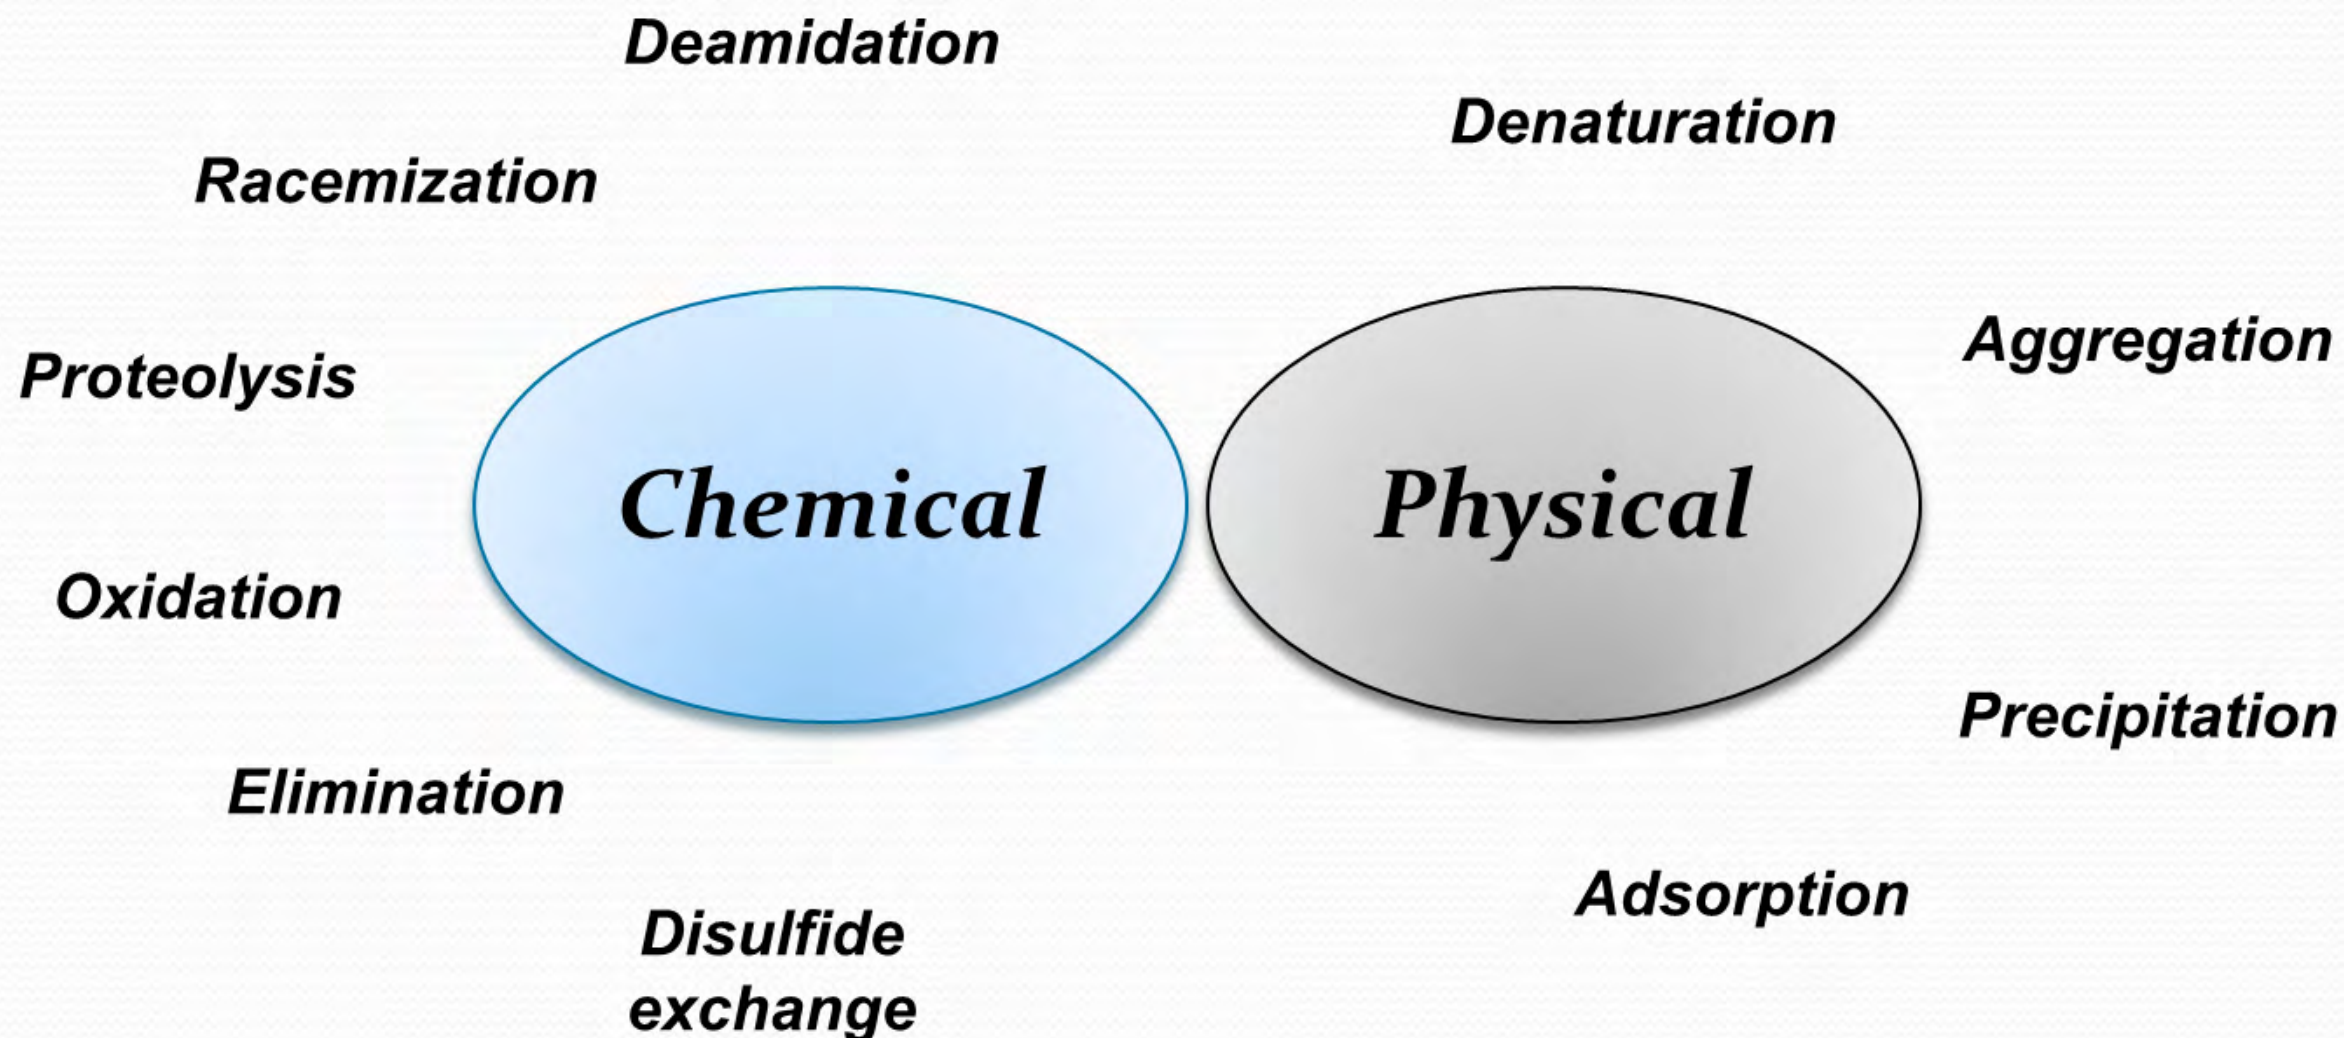 Deamidation
Denaturation
Racemization
Aggregation
Proteolysis
Chemical
Physical
Oxidation
Precipitation
Elimination
Adsorption
Disulfide
exchange